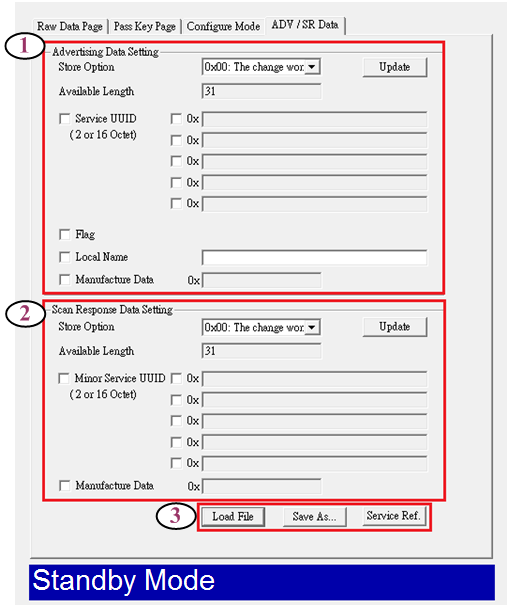 Raw Data Page | Pass Key Page | Configure Mode | ADV / SR Data
1
Advertising Data Setting
Store Option 0x00: The change wor. Update
Available Length 31
Service UUID 0x
( 2 or 16 Octet) 0x
0x
0x
0x
Flag
Local Name
Manufacture Data 0x
2
Scan Response Data Setting
Store Option 0x00: The change wor. Update
Available Length 31
Minor Service UUID 0x
( 2 or 16 Octet) 0x
0x
0x
0x
Manufacture Data 0x
3 Load File Save As... Service Ref.
Standby Mode